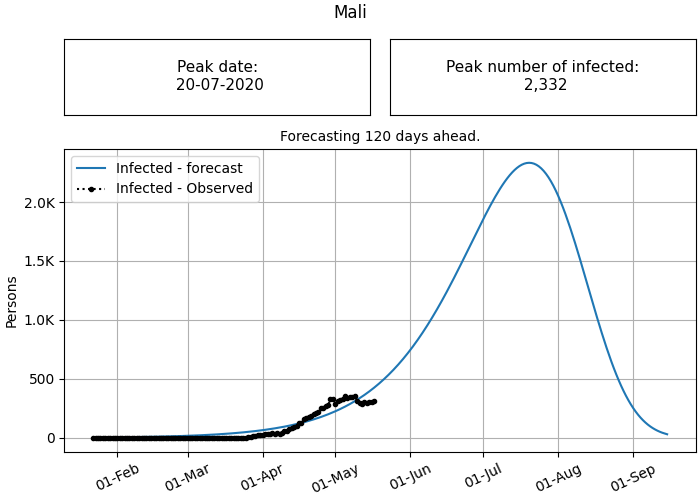 Mali
Peak date:
20-07-2020
Peak number of infected:
2,332
Forecasting 120 days ahead.
Infected - forecast
Infected - Observed
2.0K
1.5K
1.0K
500
0
Persons
01-Feb
01-Mar
01-Apr
01-May
01-Jun
01-Jul
01-Aug
01-Sep